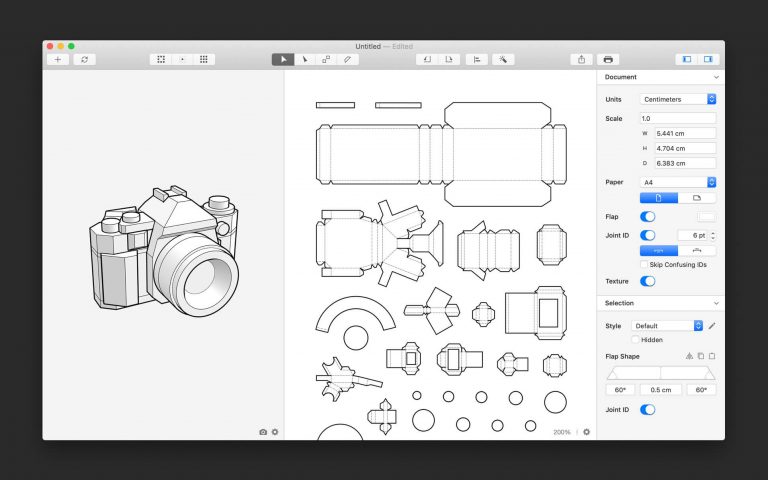 Untitled — Edited
Document
Units Centimeters
Scale 1.0
W 5.441 cm
H 4.704 cm
D 6.383 cm
Paper A4
Flap
Joint ID 6 pt
Skip Confusing IDs
Texture
Selection
Style Default
Hidden
Flap Shape
60° 0.5 cm 60°
Joint ID
200%